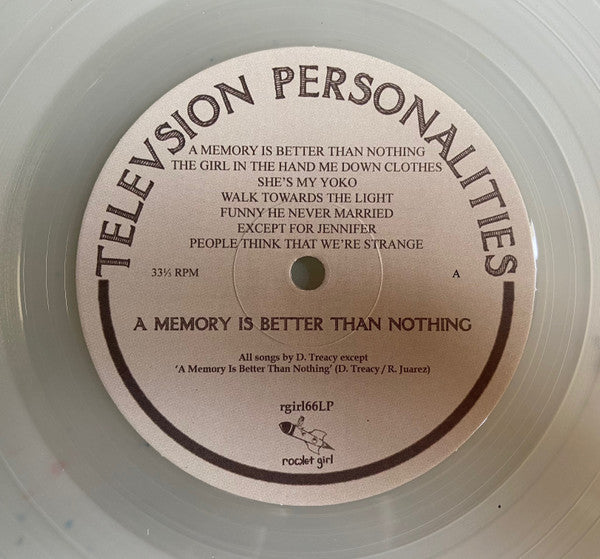 TELEVSION PERSONALITIES
A MEMORY IS BETTER THAN NOTHING
THE GIRL IN THE HAND ME DOWN CLOTHES
SHE'S MY YOKO
WALK TOWARDS THE LIGHT
FUNNY HE NEVER MARRIED
EXCEPT FOR JENNIFER
PEOPLE THINK THAT WE'RE STRANGE
33⅓ RPM A
A MEMORY IS BETTER THAN NOTHING
All songs by D. Treacy except
'A Memory Is Better Than Nothing' (D. Treacy / R. Juarez)
rgirl66LP
rocket girl